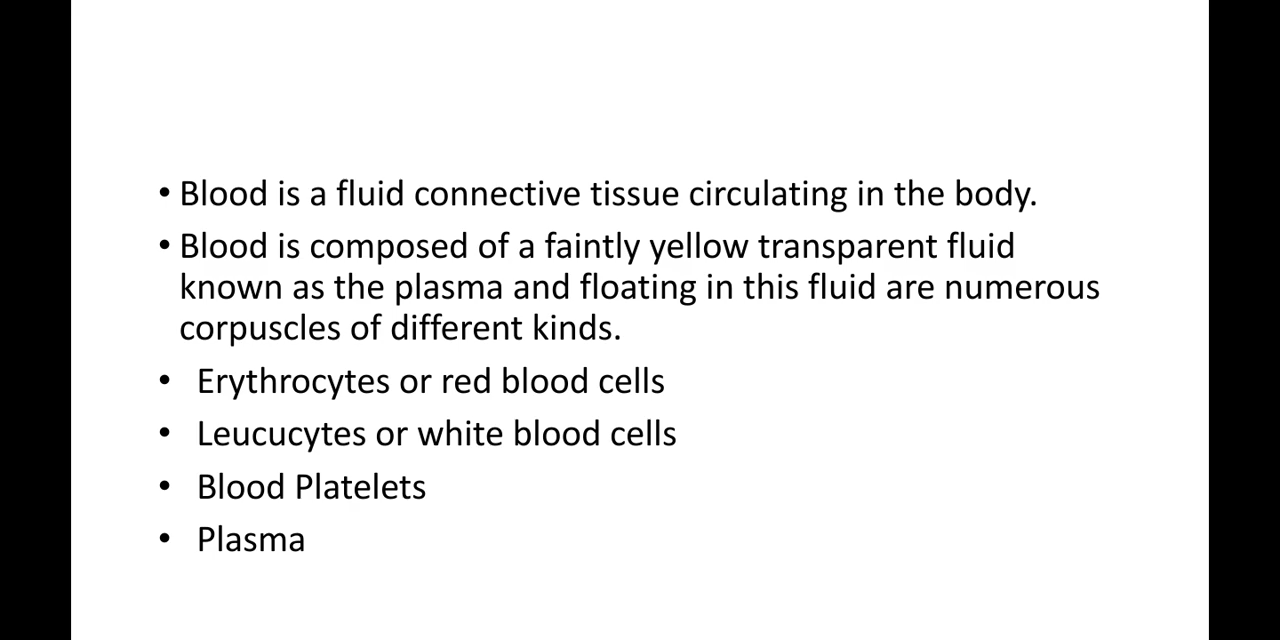 • Blood is a fluid connective tissue circulating in the body.
• Blood is composed of a faintly yellow transparent fluid
known as the plasma and floating in this fluid are numerous
corpuscles of different kinds.
• Erythrocytes or red blood cells
• Leucucytes or white blood cells
• Blood Platelets
• Plasma